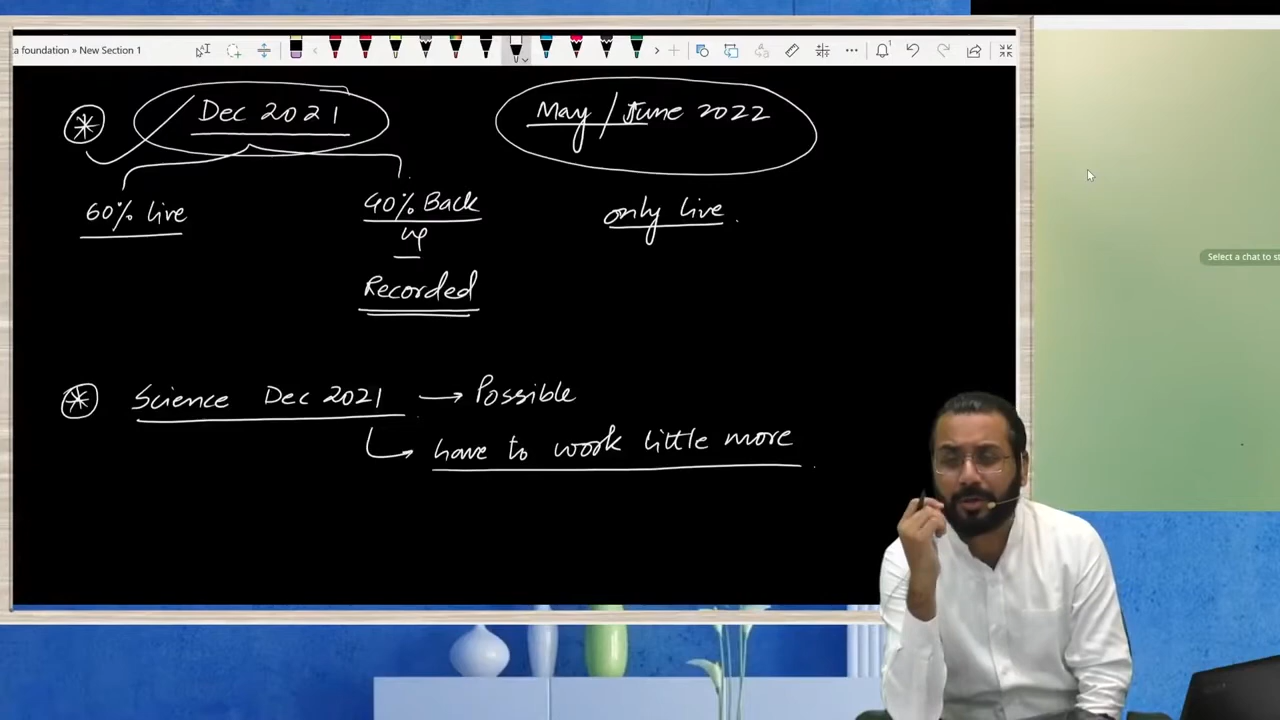 ta foundation » New Section 1
Dec 2021
May / June 2022
60% live
40% Back
up
only live.
Recorded
Select a chat to st
Science Dec 2021 → Possible
have to work little more